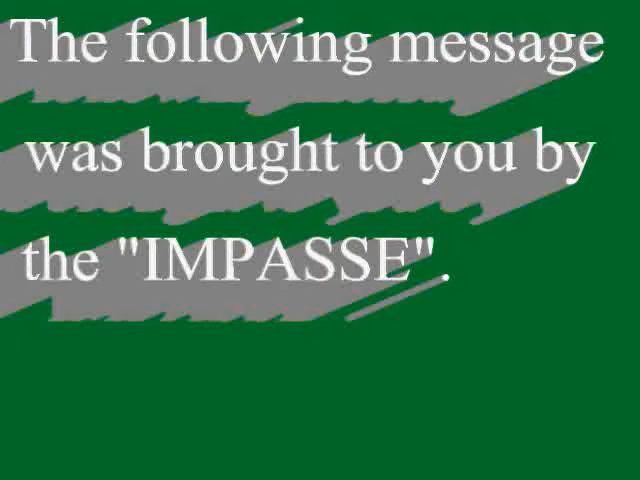 The following message
was brought to you by
the "IMPASSE".